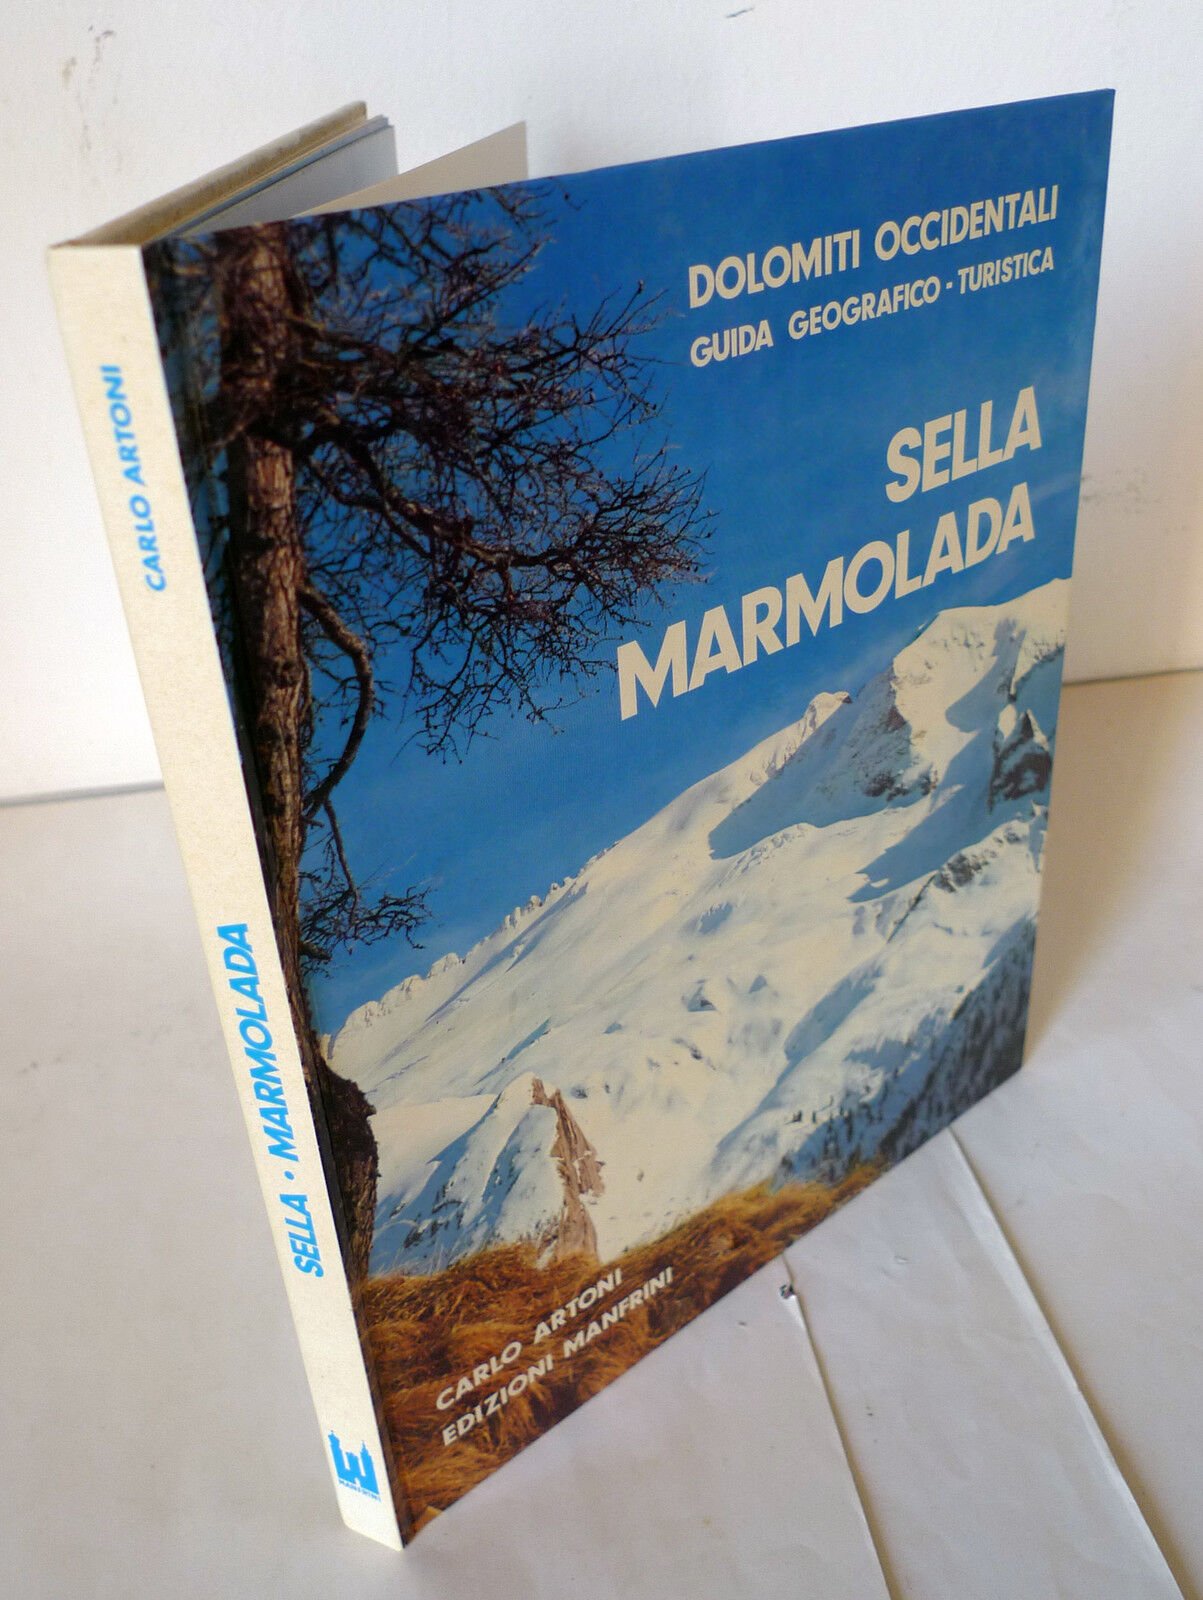 DOLOMITI OCCIDENTALI
GUIDA GEOGRAFICO - TURISTICA
SELLA
MARMOLADA
CARLO ARTONI
EDIZIONI MANFRINI
CARLO ARTONI
SELLA · MARMOLADA
MANFRINI